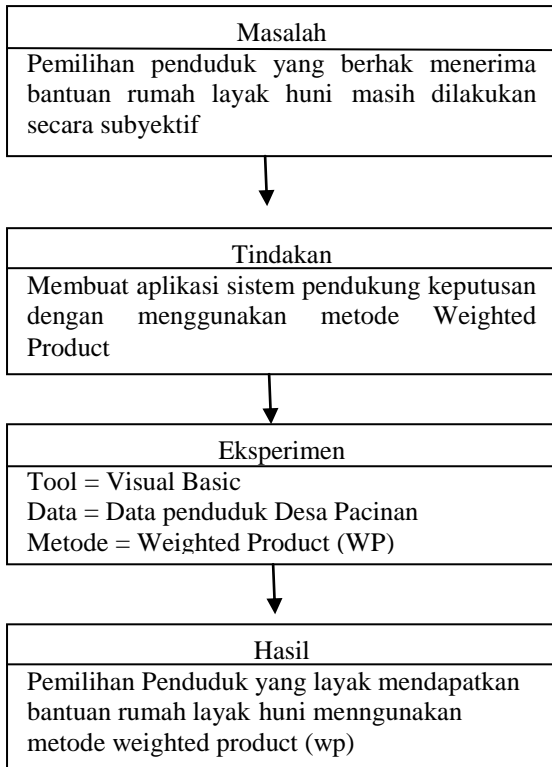 Masalah
Pemilihan penduduk yang berhak menerima
bantuan rumah layak huni masih dilakukan
secara subyektif
Tindakan
Membuat aplikasi sistem pendukung keputusan
dengan menggunakan metode Weighted
Product
Eksperimen
Tool = Visual Basic
Data = Data penduduk Desa Pacinan
Metode = Weighted Product (WP)
Hasil
Pemilihan Penduduk yang layak mendapatkan
bantuan rumah layak huni menngunakan
metode weighted product (wp)